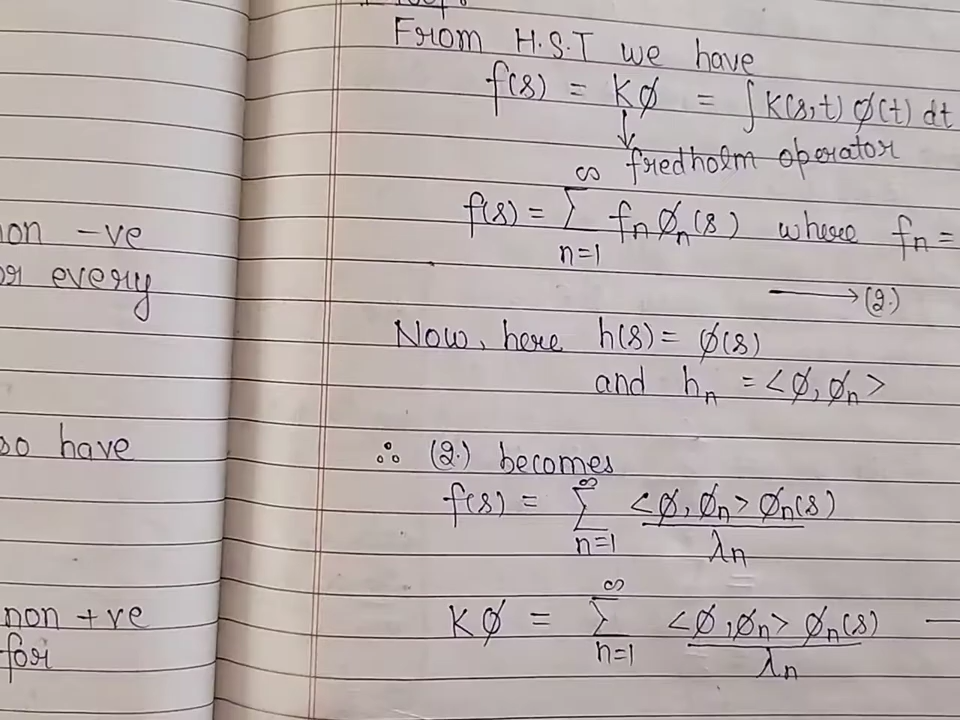 non -ve
or every
so have
non +ve
for
From H.S.T we have
f(s) = Kφ = ∫K(s,t) φ(t) dt
↓
fredholm operator
f(s) = ∞ Σ n=1 fn φn(s) where fn =
⟶ (2.)
Now, here h(s) = φ(s)
and hn = <φ, φn>
∴ (2.) becomes
f(s) = ∞ Σ n=1 <φ, φn> φn(s) / λn
Kφ = ∞ Σ n=1 <φ, φn> φn(s) / λn —